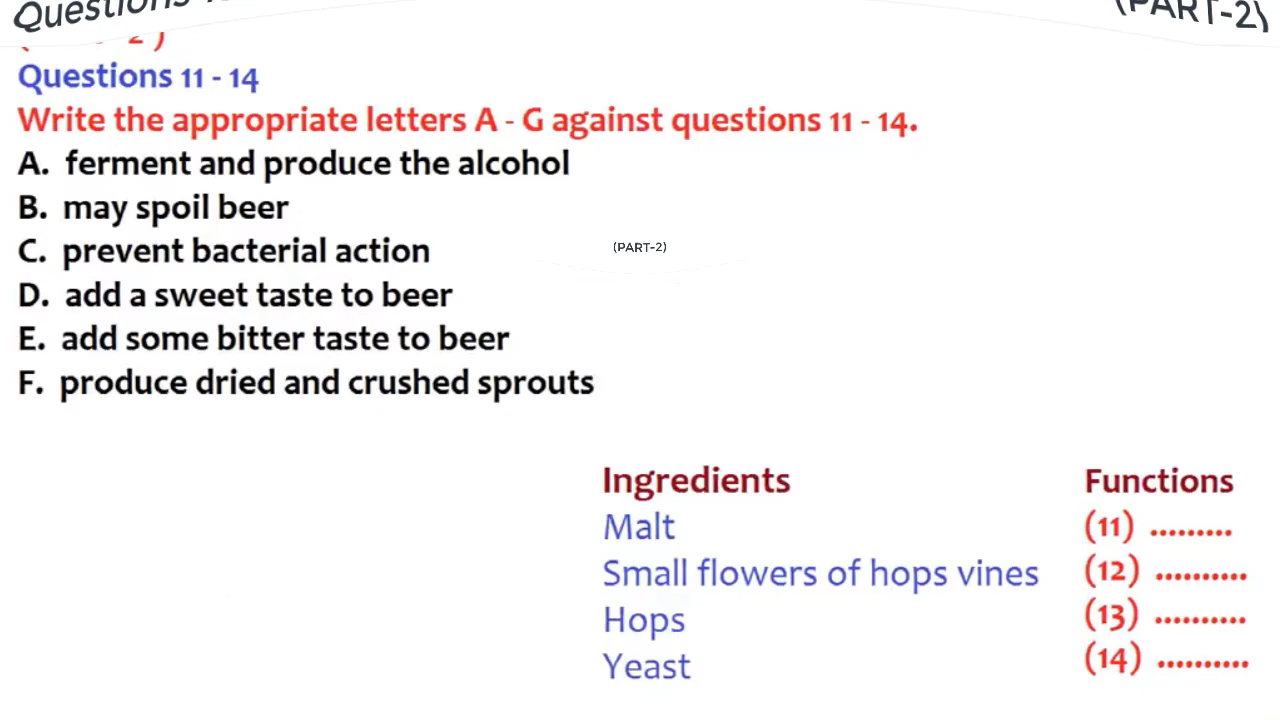 Questions
(PART-2)
2 )
Questions 11 - 14
Write the appropriate letters A - G against questions 11 - 14.
A. ferment and produce the alcohol
B. may spoil beer
C. prevent bacterial action
(PART-2)
D. add a sweet taste to beer
E. add some bitter taste to beer
F. produce dried and crushed sprouts
Ingredients Functions
Malt (11) .........
Small flowers of hops vines (12) ..........
Hops (13) ..........
Yeast (14) ..........